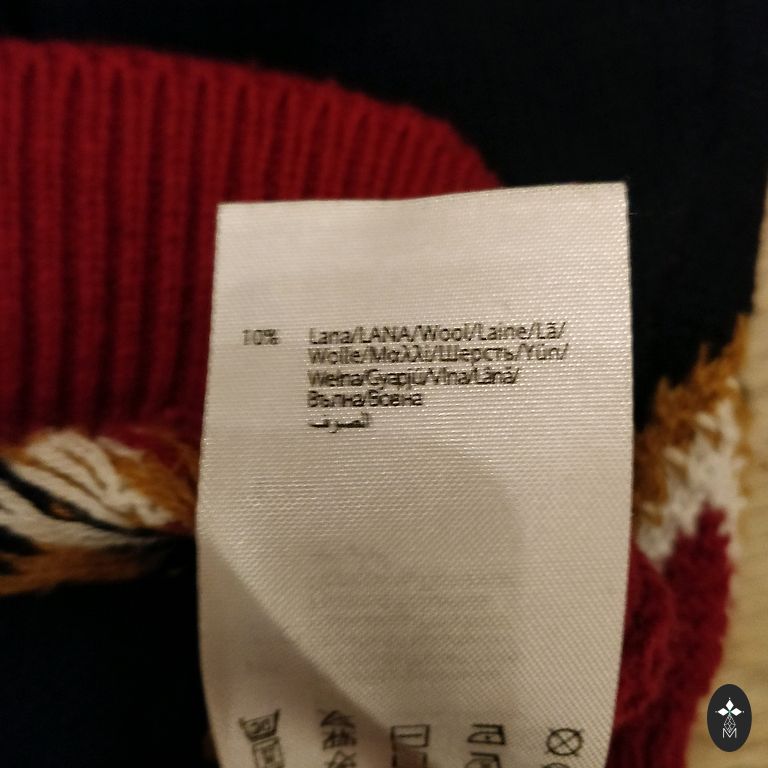 10% Lana/LANA/Wool/Laine/Lã/
Wolle/Μαλλί/Шерсть/Yün/
Wełna/Gyapjú/Vlna/Lână/
Вълна/Вовна
الصوف
M